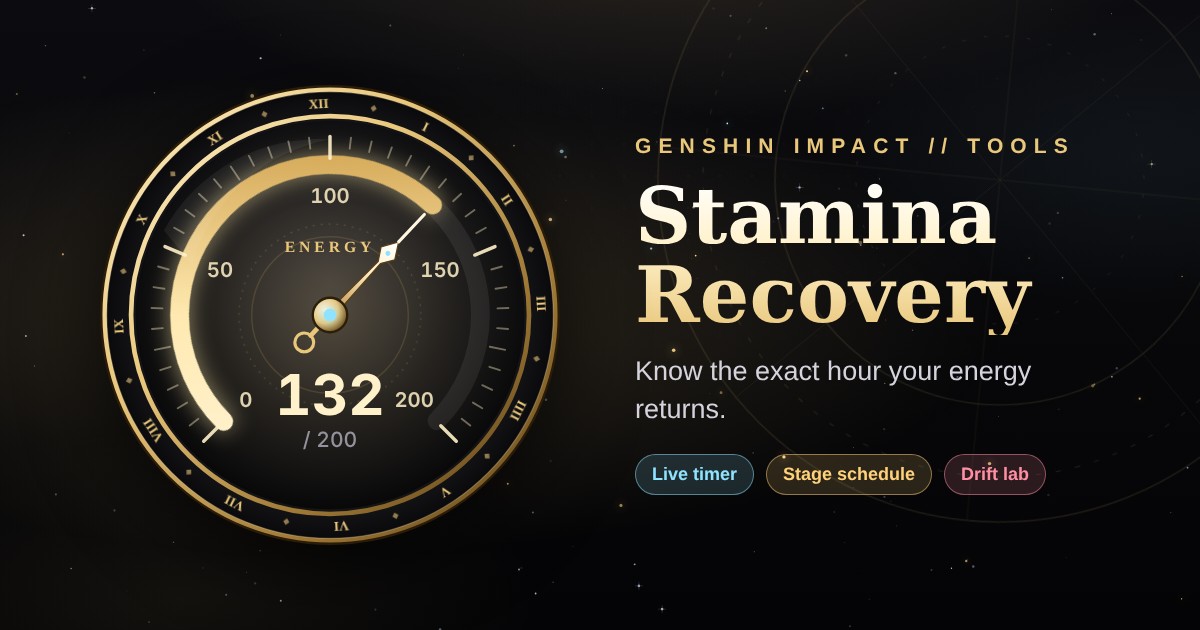 XII
I
II
III
IIII
V
VI
VII
VIII
IX
X
XI
0
50
100
150
200
ENERGY
132
/ 200
GENSHIN IMPACT // TOOLS
Stamina
Recovery
Know the exact hour your energy
returns.
Live timer
Stage schedule
Drift lab